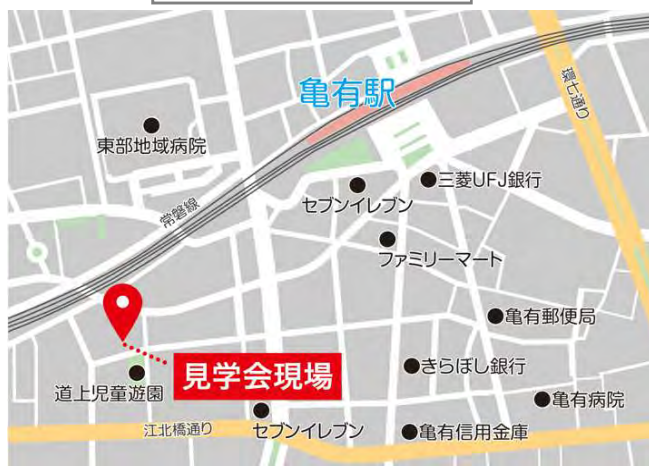 亀有駅
環七通り
東部地域病院
三菱UFJ銀行
セブンイレブン
常磐線
ファミリーマート
亀有郵便局
見学会現場
きらぼし銀行
道上児童遊園
亀有病院
江北橋通り
セブンイレブン
亀有信用金庫